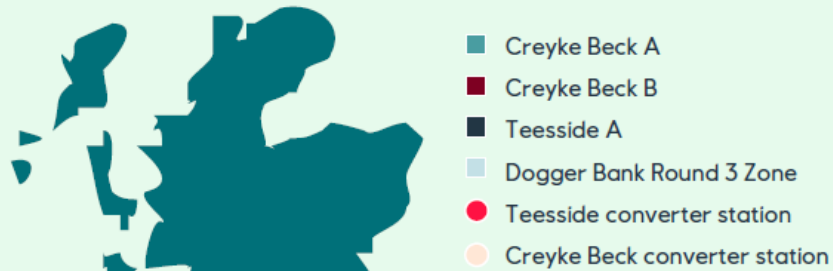 Creyke Beck A
Creyke Beck B
Teesside A
Dogger Bank Round 3 Zone
Teesside converter station
Creyke Beck converter station